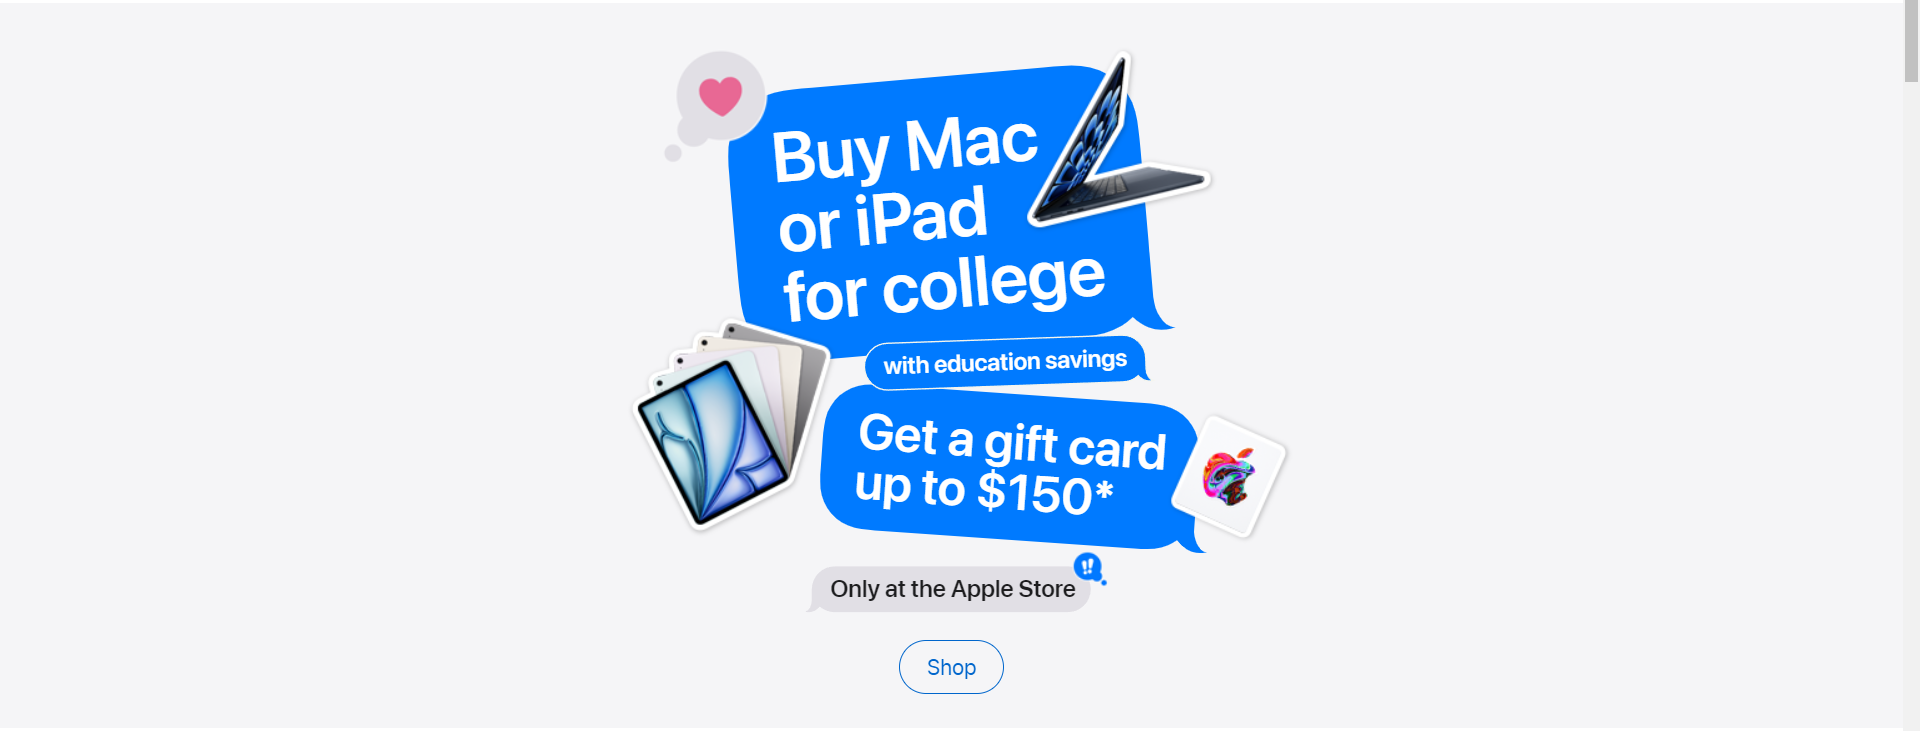 Buy Mac
or iPad
for college
with education savings
Get a gift card
up to $150*
Only at the Apple Store
!!
Shop